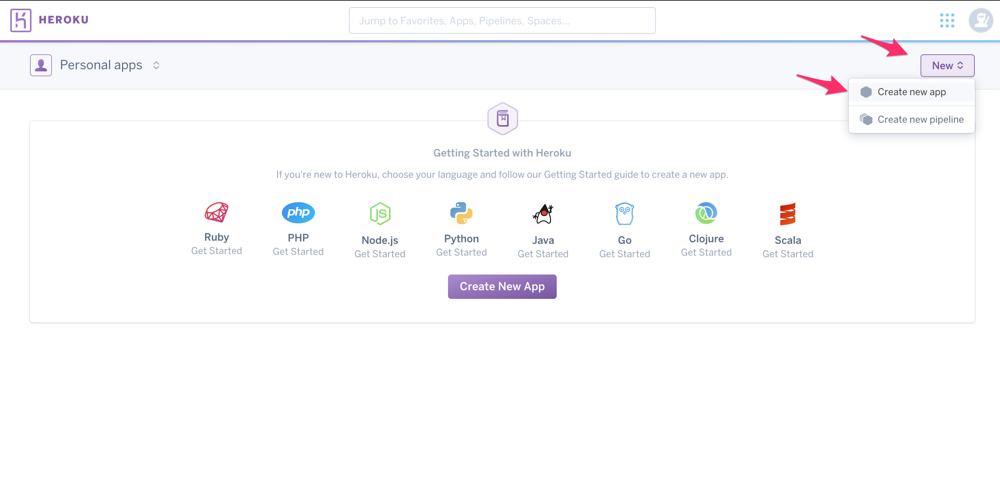 HEROKU
Jump to Favorites, Apps, Pipelines, Spaces...
Personal apps
New
Create new app
Create new pipeline
Getting Started with Heroku
If you're new to Heroku, choose your language and follow our Getting Started guide to create a new app.
php
JS
Ruby
Get Started
PHP
Get Started
Node.js
Get Started
Python
Get Started
Java
Get Started
Go
Get Started
Clojure
Get Started
Scala
Get Started
Create New App